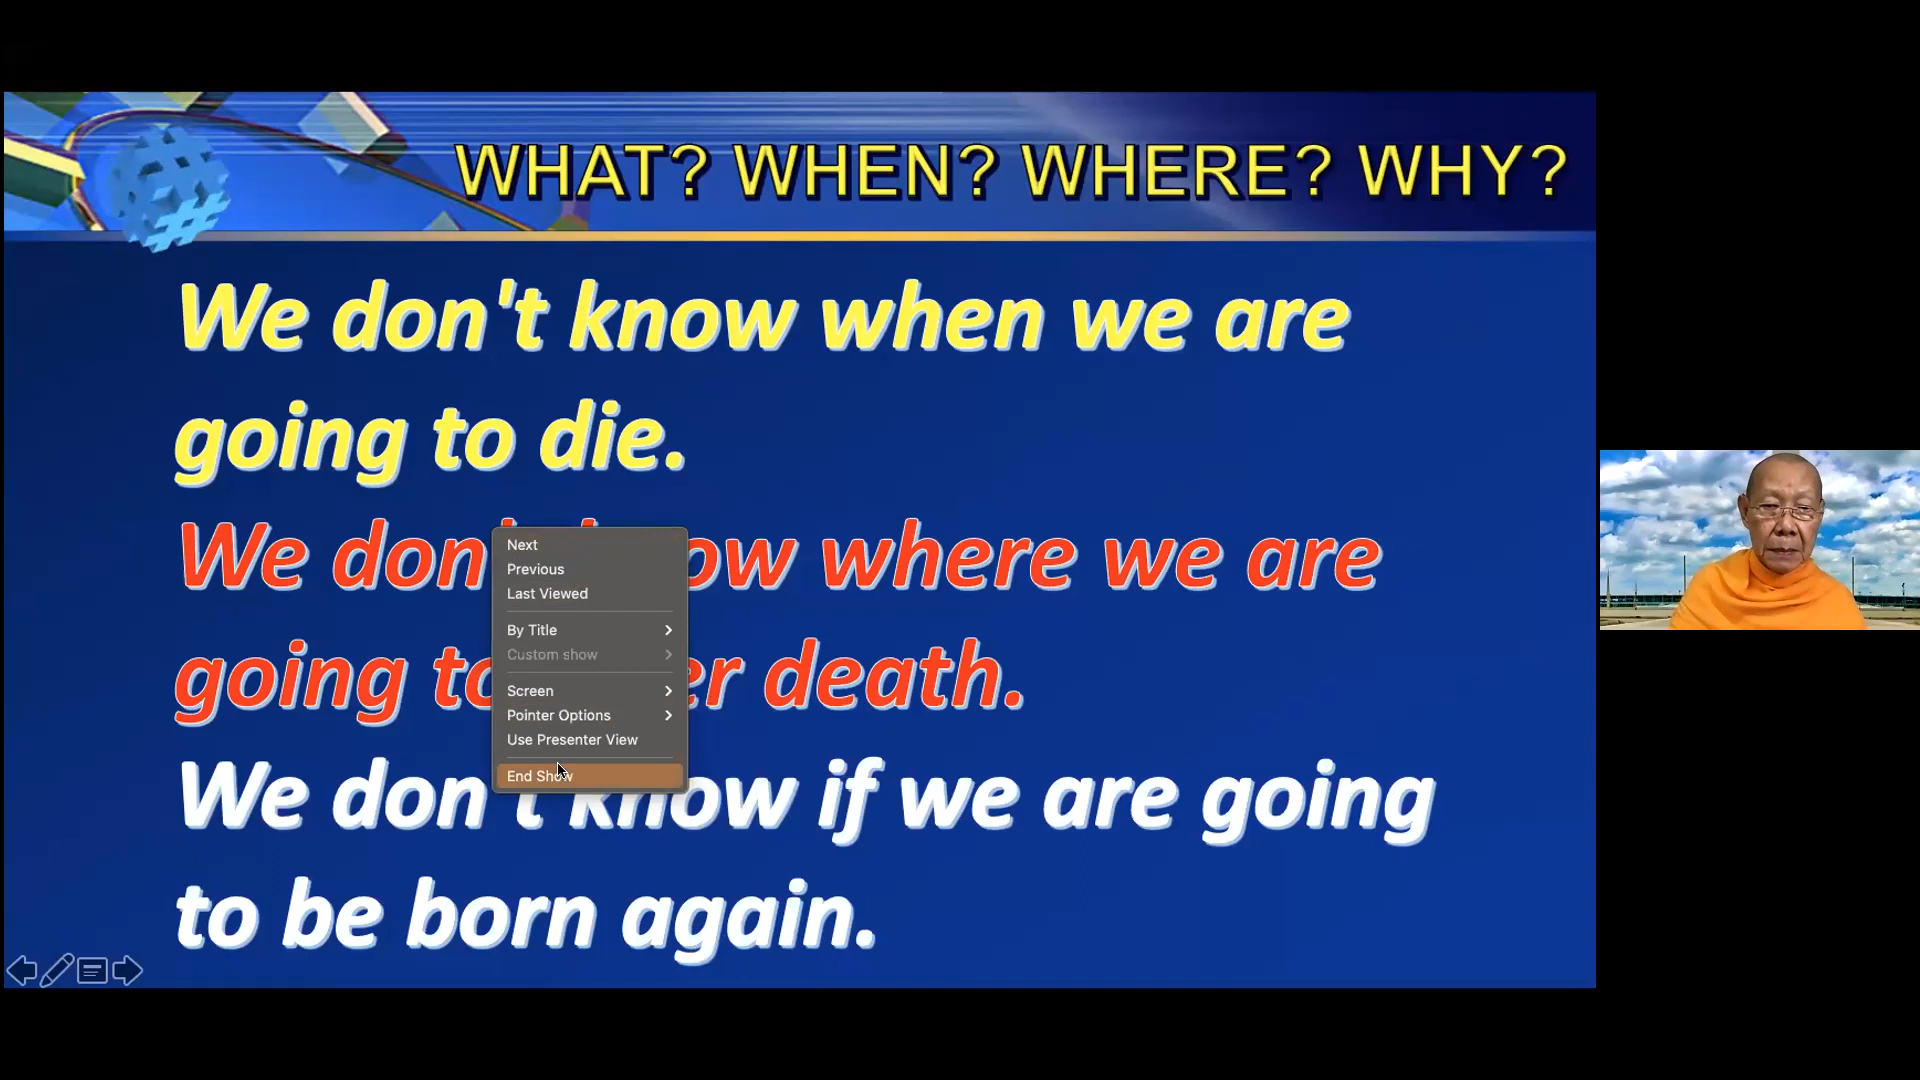 WHAT? WHEN? WHERE? WHY?
We don't know when we are
going to die.
We don ow where we are
going to er death.
We don't know if we are going
to be born again.
Next
Previous
Last Viewed
By Title
Custom show
Screen
Pointer Options
Use Presenter View
End Show